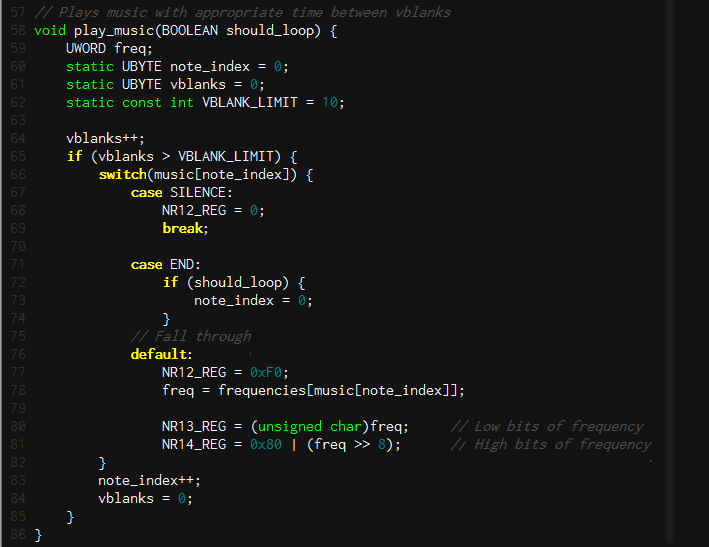 57 // Plays music with appropriate time between vblanks
58 void play_music(BOOLEAN should_loop) {
59     UWORD freq;
60     static UBYTE note_index = 0;
61     static UBYTE vblanks = 0;
62     static const int VBLANK_LIMIT = 10;
63
64     vblanks++;
65     if (vblanks > VBLANK_LIMIT) {
66         switch(music[note_index]) {
67             case SILENCE:
68                 NR12_REG = 0;
69                 break;
70
71             case END:
72                 if (should_loop) {
73                     note_index = 0;
74                 }
75             // Fall through
76             default:
77                 NR12_REG = 0xF0;
78                 freq = frequencies[music[note_index]];
79
80                 NR13_REG = (unsigned char)freq;     // Low bits of frequency
81                 NR14_REG = 0x80 | (freq >> 8);      // High bits of frequency
82         }
83         note_index++;
84         vblanks = 0;
85     }
86 }